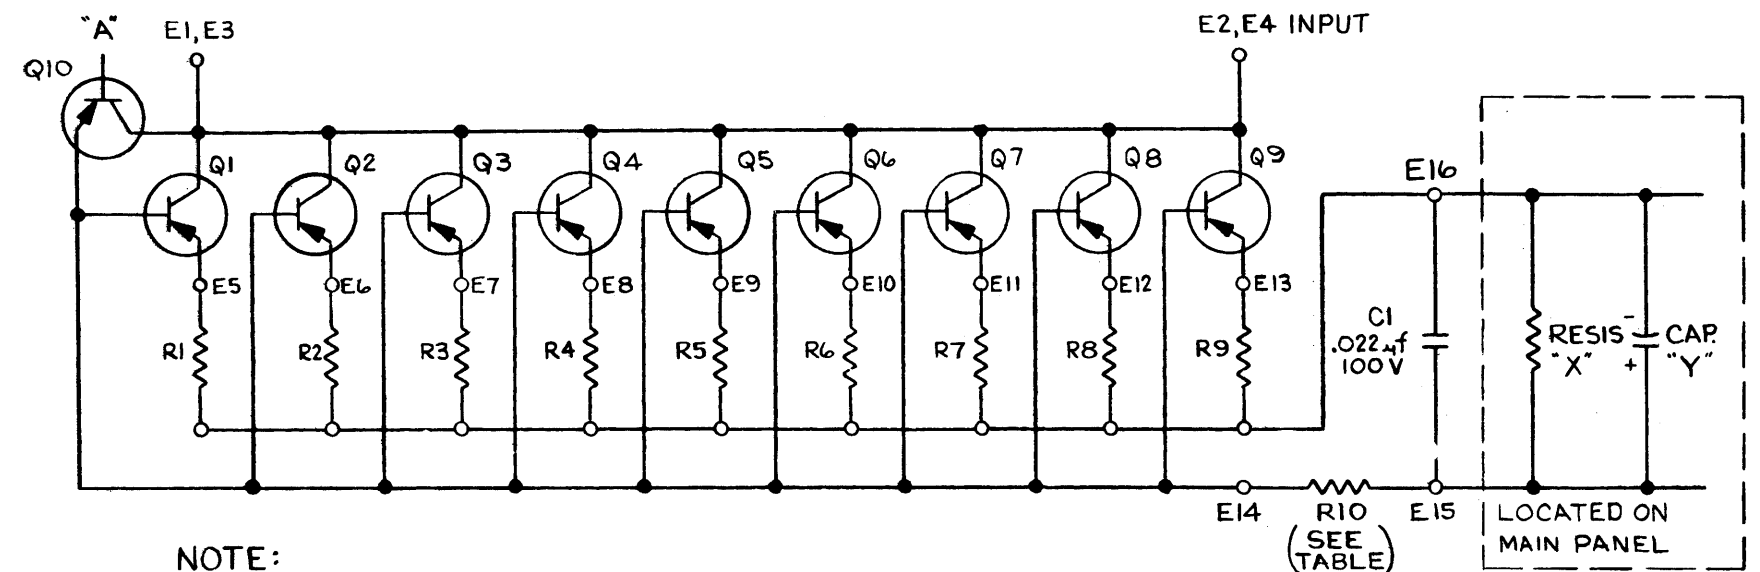 "A"
E1, E3
E2, E4 INPUT
Q10
Q1
Q2
Q3
Q4
Q5
Q6
Q7
Q8
Q9
E16
E5
E6
E7
E8
E9
E10
E11
E12
E13
R1
R2
R3
R4
R5
R6
R7
R8
R9
C1
.022µf
100V
RESIS
"X"
-
+
CAP.
"Y"
E14
R10
(SEE
TABLE)
E15
LOCATED ON
MAIN PANEL
NOTE: